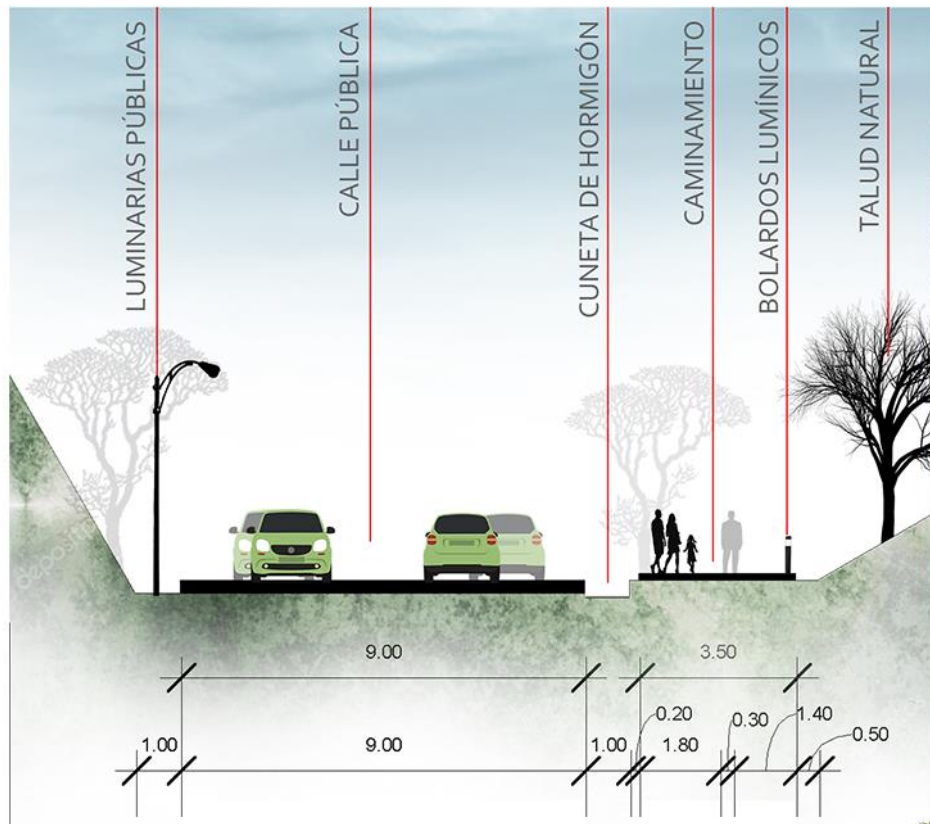 LUMINARIAS PÚBLICAS
CALLE PÚBLICA
CUNETA DE HORMIGÓN
CAMINAMIENTO
BOLARDOS LUMÍNICOS
TALUD NATURAL
9.00
3.50
1.00
9.00
1.00
0.20
1.80
0.30
1.40
0.50